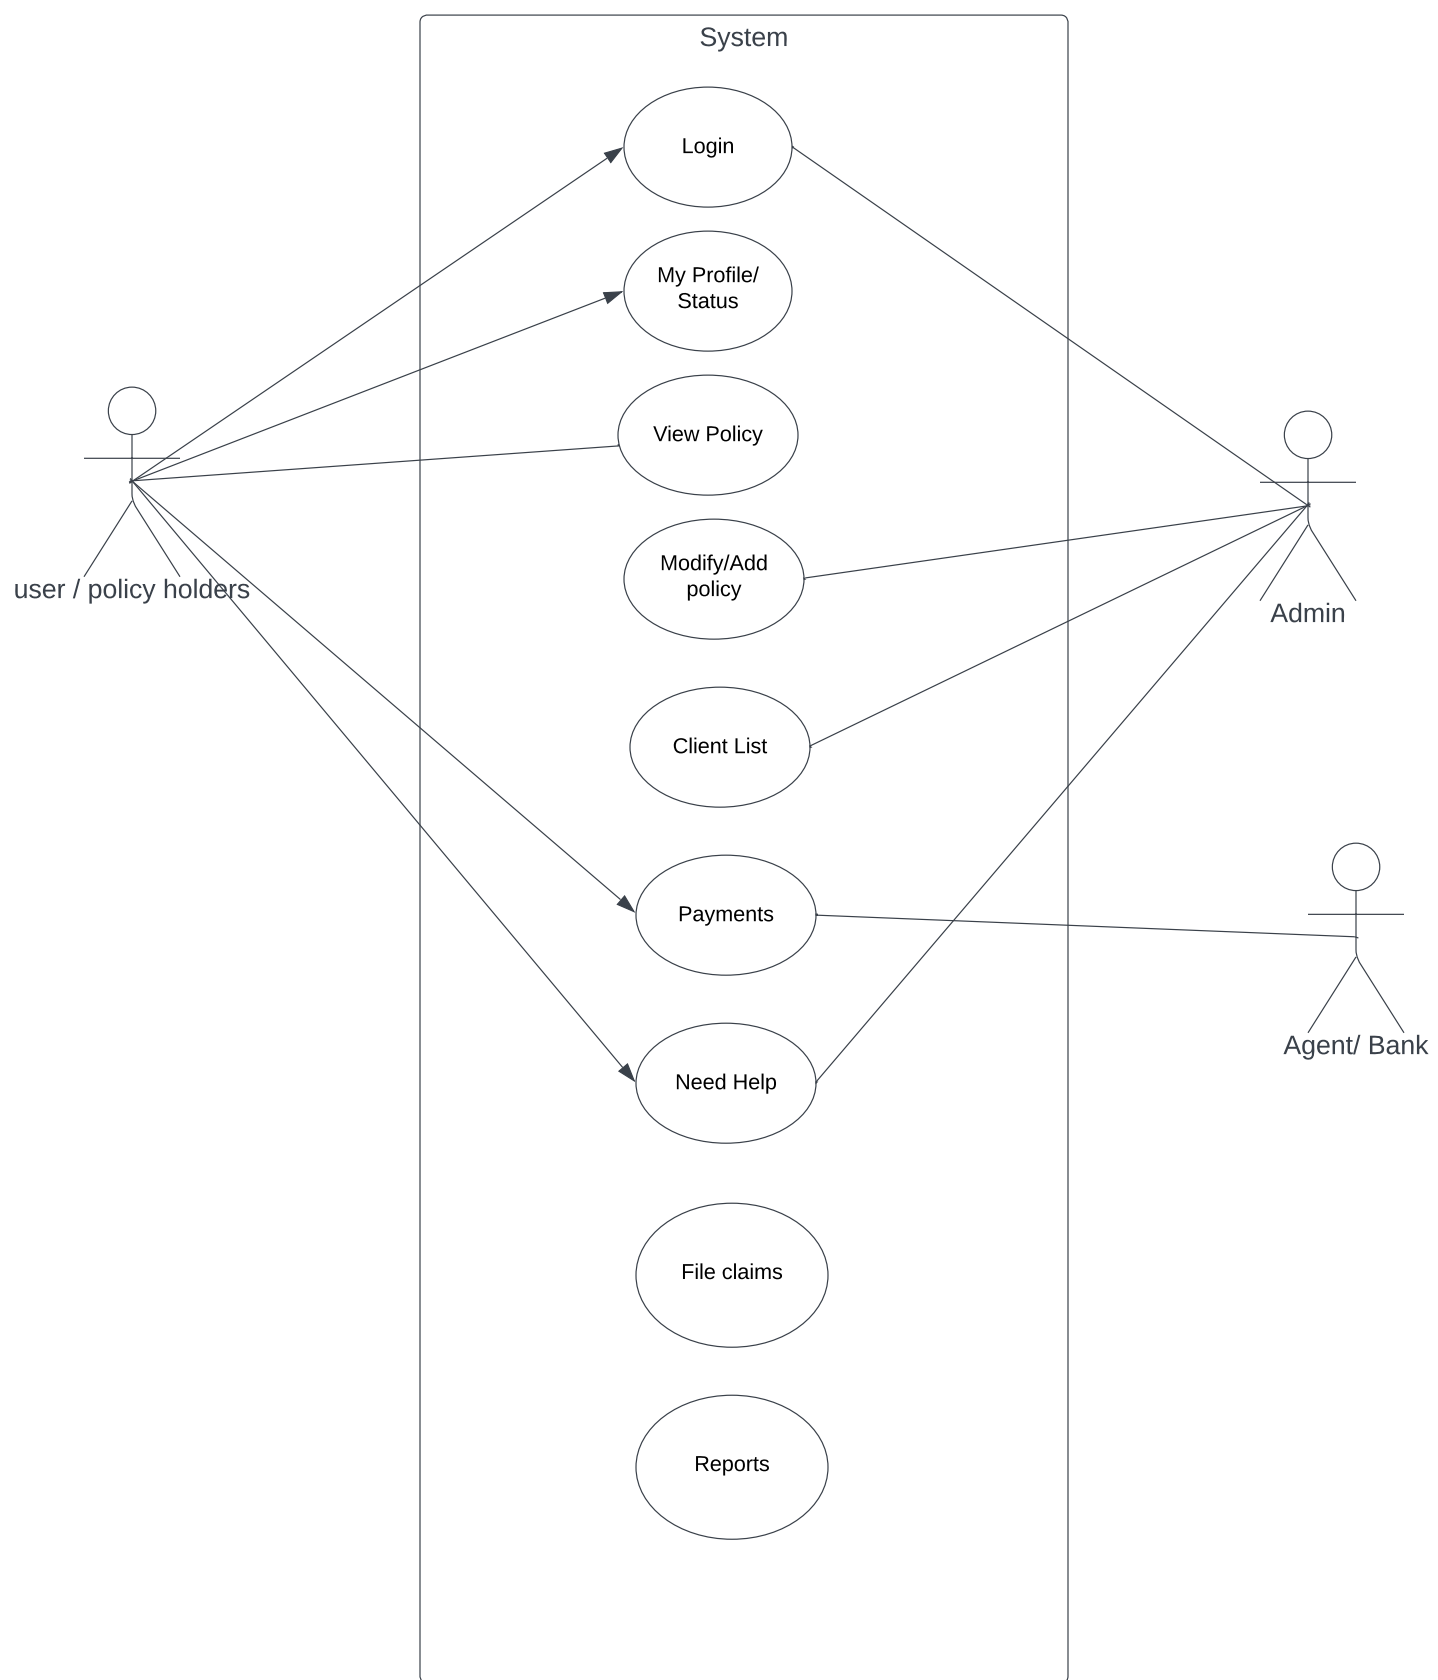 System
Login
My Profile/
Status
View Policy
Modify/Add
policy
user / policy holders
Admin
Client List
Payments
Agent/ Bank
Need Help
File claims
Reports